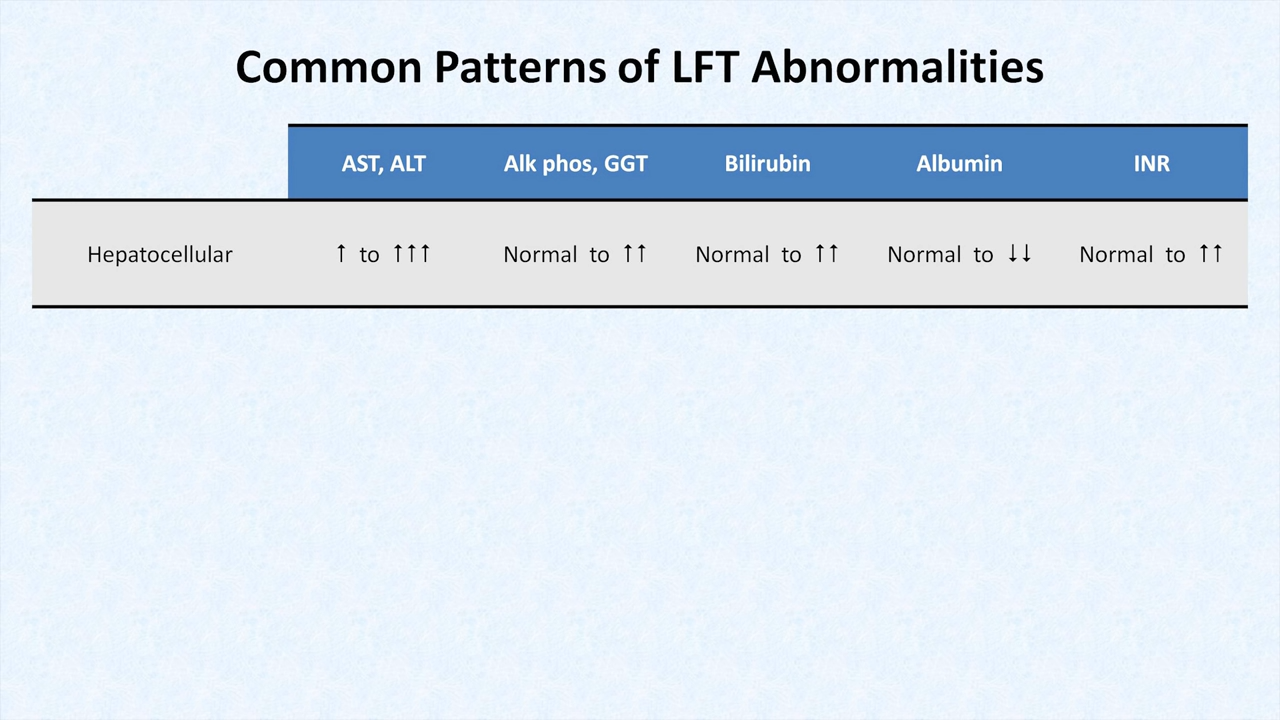 Common Patterns of LFT Abnormalities
AST, ALT Alk phos, GGT Bilirubin Albumin INR
Hepatocellular ↑ to ↑↑↑ Normal to ↑↑ Normal to ↑↑ Normal to ↓↓ Normal to ↑↑